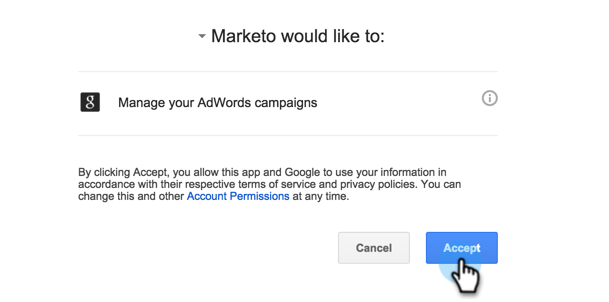 Marketo would like to:
g
Manage your AdWords campaigns
By clicking Accept, you allow this app and Google to use your information in
accordance with their respective terms of service and privacy policies. You can
change this and other Account Permissions at any time.
Cancel
Accept